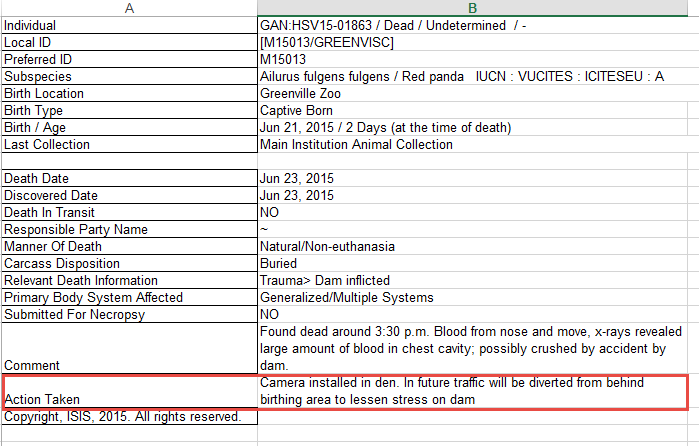 A B
Individual GAN:HSV15-01863 / Dead / Undetermined / -
Local ID [M15013/GREENVISC]
Preferred ID M15013
Subspecies Ailurus fulgens fulgens / Red panda IUCN : VUCITES : ICITESEU : A
Birth Location Greenville Zoo
Birth Type Captive Born
Birth / Age Jun 21, 2015 / 2 Days (at the time of death)
Last Collection Main Institution Animal Collection
Death Date Jun 23, 2015
Discovered Date Jun 23, 2015
Death In Transit NO
Responsible Party Name ~
Manner Of Death Natural/Non-euthanasia
Carcass Disposition Buried
Relevant Death Information Trauma> Dam inflicted
Primary Body System Affected Generalized/Multiple Systems
Submitted For Necropsy NO
Found dead around 3:30 p.m. Blood from nose and move, x-rays revealed
large amount of blood in chest cavity; possibly crushed by accident by
Comment dam.
Camera installed in den. In future traffic will be diverted from behind
Action Taken birthing area to lessen stress on dam
Copyright, ISIS, 2015. All rights reserved.